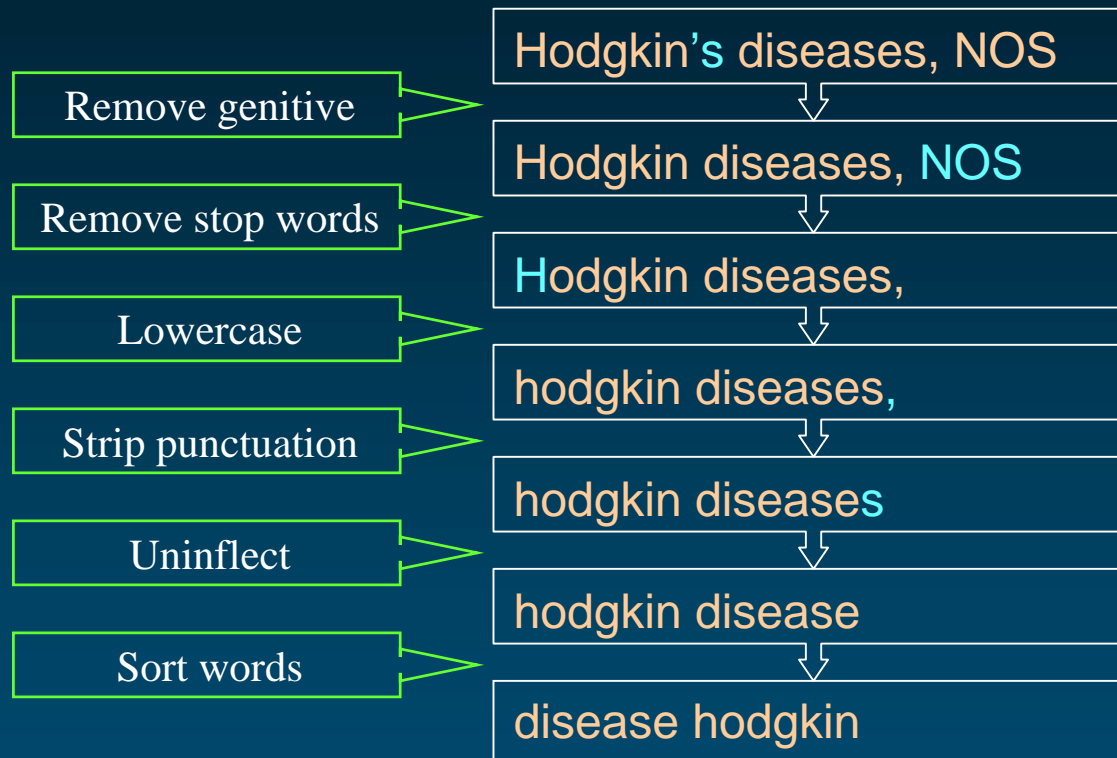 Hodgkin’s diseases, NOS
Remove genitive
Hodgkin diseases, NOS
Remove stop words
Hodgkin diseases,
Lowercase
hodgkin diseases,
Strip punctuation
hodgkin diseases
Uninflect
hodgkin disease
Sort words
disease hodgkin